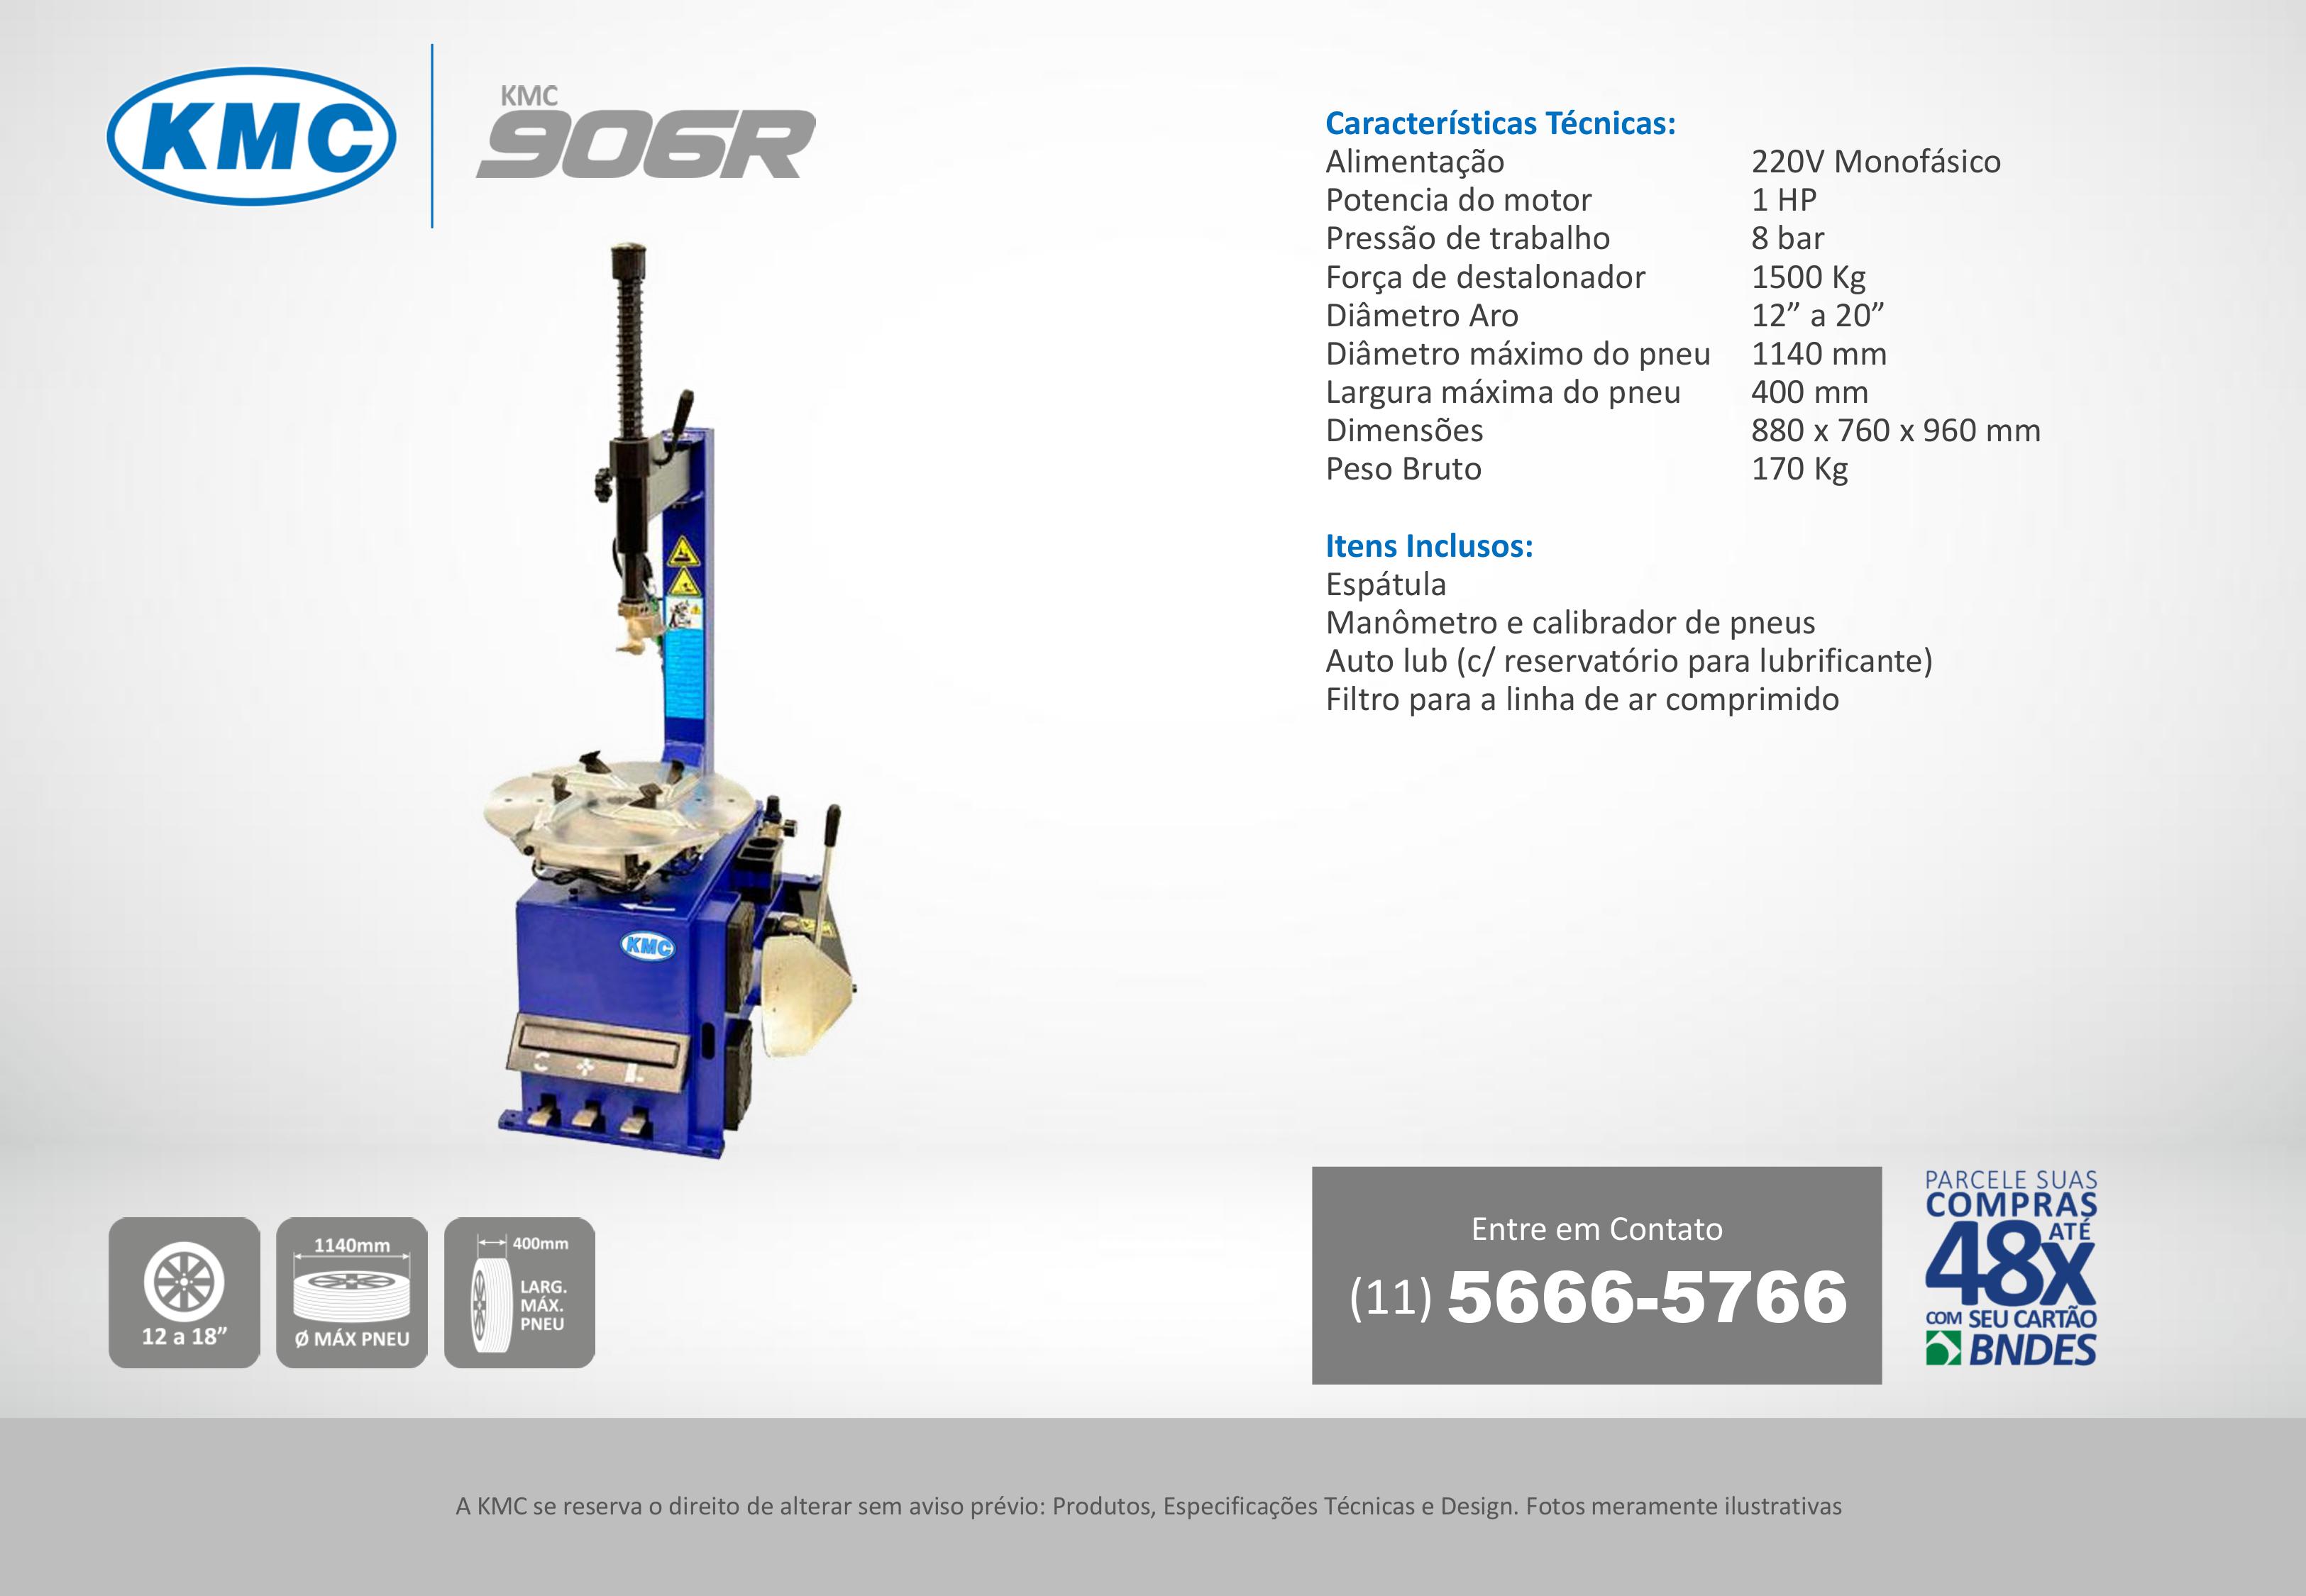 KMC
KMC
906R
Características Técnicas:
Alimentação 220V Monofásico
Potencia do motor 1 HP
Pressão de trabalho 8 bar
Força de destalonador 1500 Kg
Diâmetro Aro 12” a 20”
Diâmetro máximo do pneu 1140 mm
Largura máxima do pneu 400 mm
Dimensões 880 x 760 x 960 mm
Peso Bruto 170 Kg
Itens Inclusos:
Espátula
Manômetro e calibrador de pneus
Auto lub (c/ reservatório para lubrificante)
Filtro para a linha de ar comprimido
KMC
12 a 18”
1140mm
Ø MÁX PNEU
400mm
LARG.
MÁX.
PNEU
Entre em Contato
(11) 5666-5766
PARCELE SUAS
COMPRAS
ATÉ
48X
COM SEU CARTÃO
BNDES
A KMC se reserva o direito de alterar sem aviso prévio: Produtos, Especificações Técnicas e Design. Fotos meramente ilustrativas